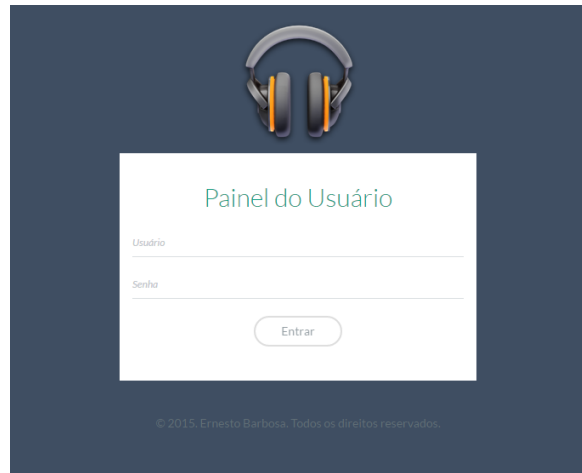 Painel do Usuário
Usuário
Senha
Entrar
© 2015. Ernesto Barbosa. Todos os direitos reservados.